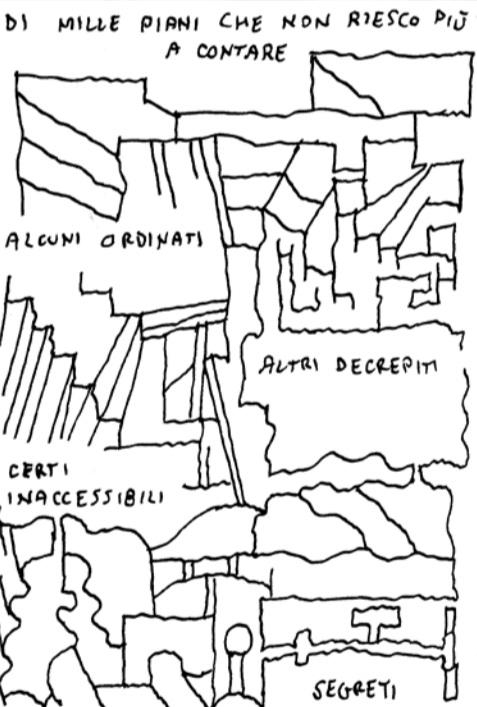 DI MILLE PIANI CHE NON RIESCO PIÙ
A CONTARE
ALCUNI ORDINATI
ALTRI DECREPITI
CERTI
INACCESSIBILI
SEGRETI